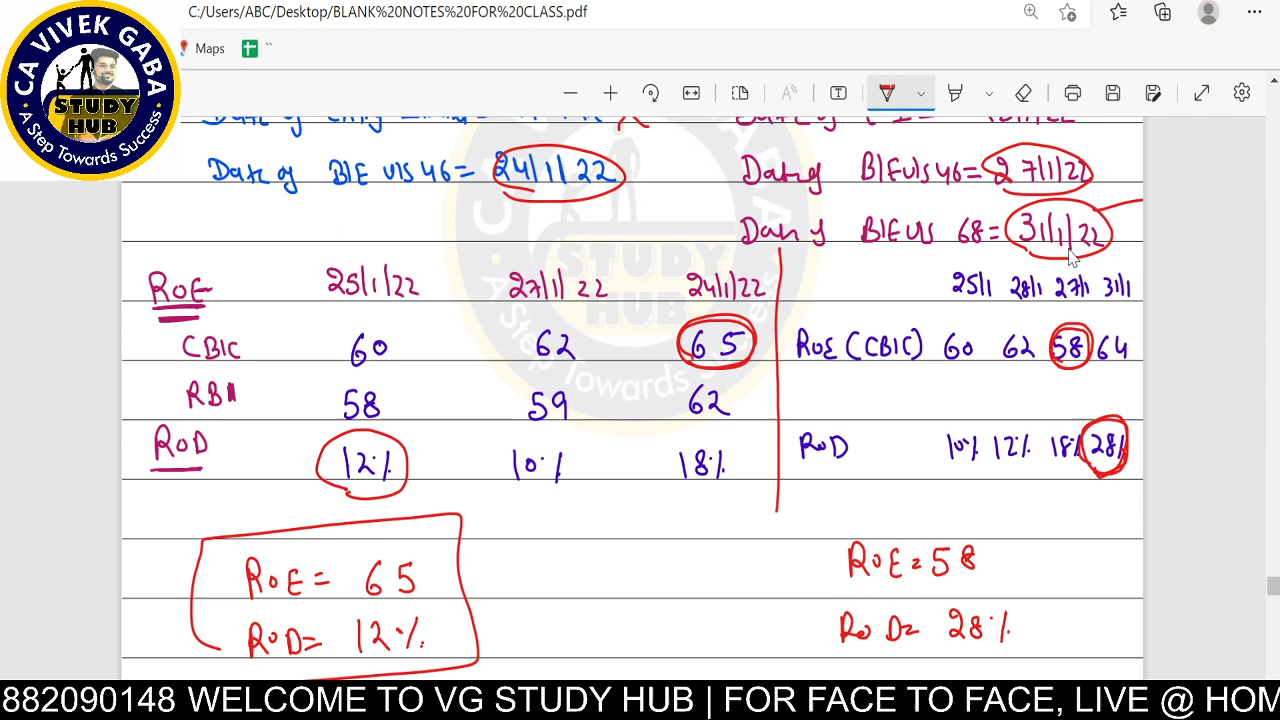 C:/Users/ABC/Desktop/BLANK%20NOTES%20FOR%20CLASS.pdf
Maps
CA VIVEK GABA
STUDY
HUB
A Step Towards Success
Date of
Date of B/E U/S 46 = 24/1/22
Date of B/E U/S 46 = 27/1/22
Date of B/E U/S 68 = 31/1/22
ROE 25/1/22 27/1/22 24/1/22
CBIC 60 62 65
RBI 58 59 62
ROD 12% 10% 18%
25/1 28/1 27/1 31/1
ROE (CBIC) 60 62 58 64
ROD 10% 12% 18% 28%
ROE = 65
ROD = 12%
ROE = 58
ROD = 28%
882090148 WELCOME TO VG STUDY HUB | FOR FACE TO FACE, LIVE @ HOM